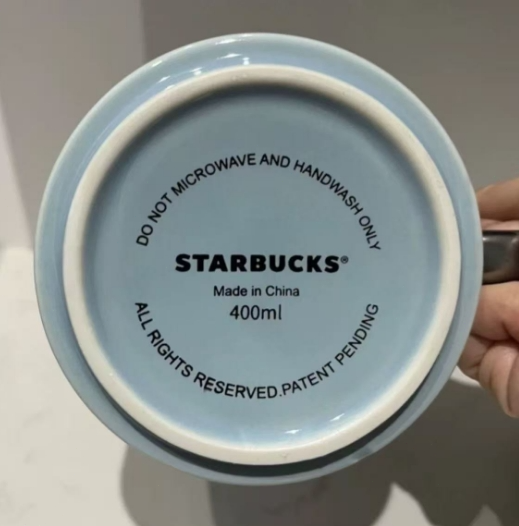 DO NOT MICROWAVE AND HANDWASH ONLY
STARBUCKS®
Made in China
400ml
ALL RIGHTS RESERVED.PATENT PENDING